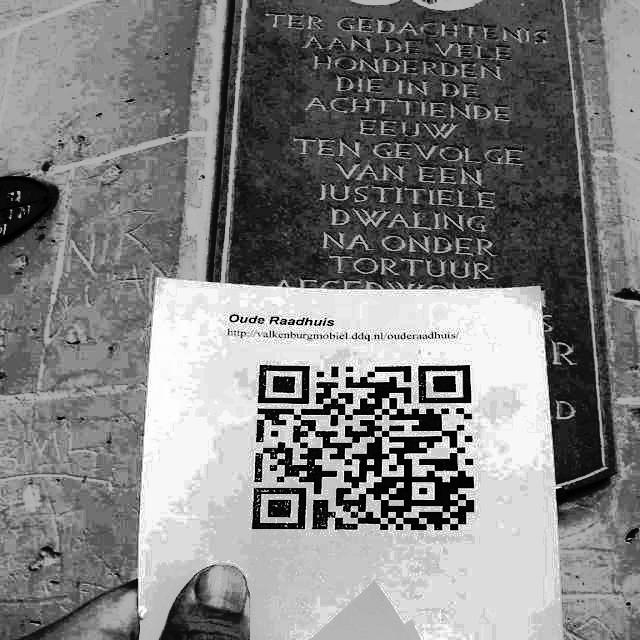 TER GEDACHTENIS
AAN DE VELE
HONDERDEN
DIE IN DE
ACHTTIENDE
EEUW
TEN GEVOLGE
VAN EEN
JUSTITIELE
DWALING
NA ONDER
TORTUUR
Oude Raadhuis
http://valkenburgmobiel.ddq.nl/ouderaadhuis/